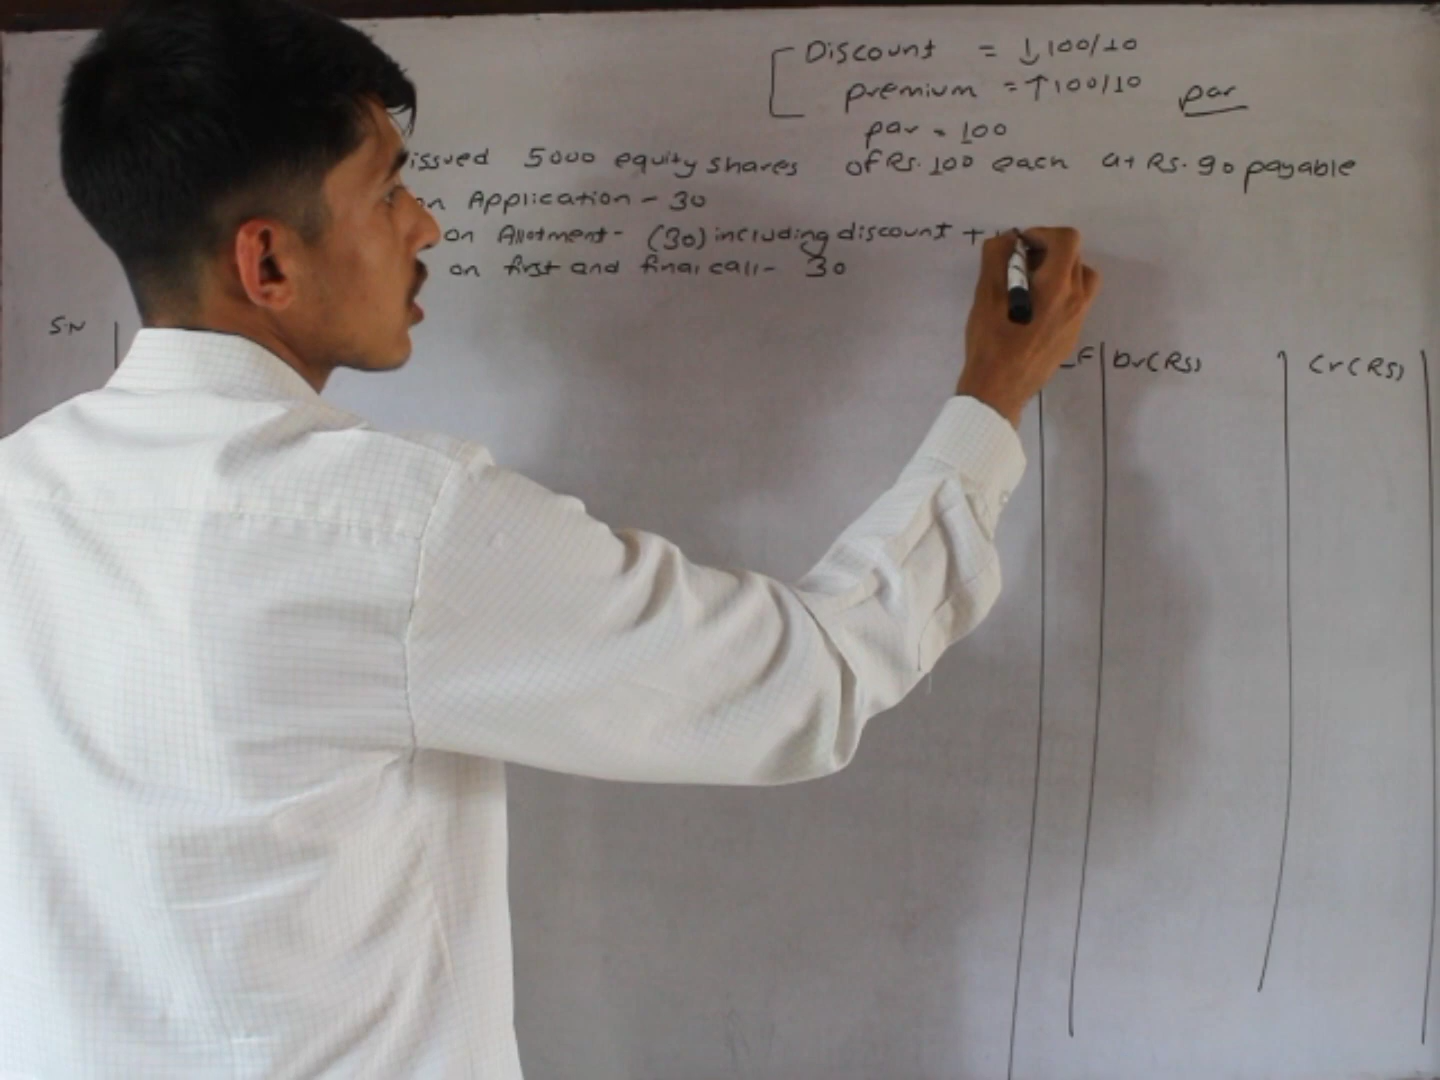 Discount = ↓100/10
premium = ↑100/10 par
par = 100
issued 5000 equity shares of Rs. 100 each at Rs. 90 payable
on Application - 30
on Allotment - (30) including discount +
on first and final call - 30
S.N
LF Dr(RS) Cr(RS)